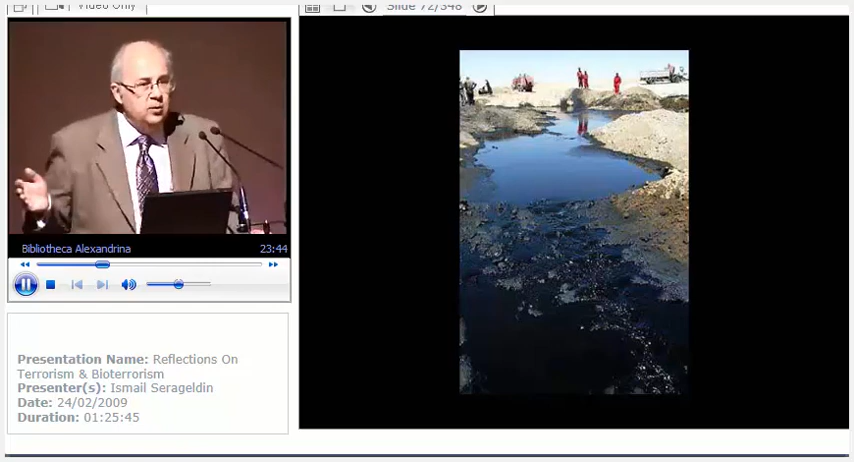 Video Only
Slide 72/348
Bibliotheca Alexandrina 23:44
Presentation Name: Reflections On
Terrorism & Bioterrorism
Presenter(s): Ismail Serageldin
Date: 24/02/2009
Duration: 01:25:45